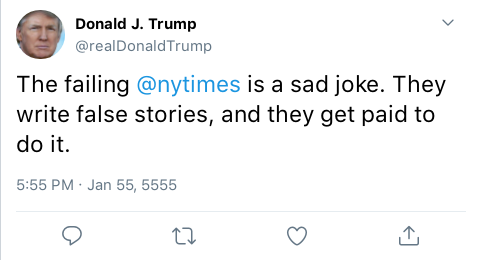 Donald J. Trump
@realDonaldTrump
The failing @nytimes is a sad joke. They
write false stories, and they get paid to
do it.
5:55 PM · Jan 55, 5555